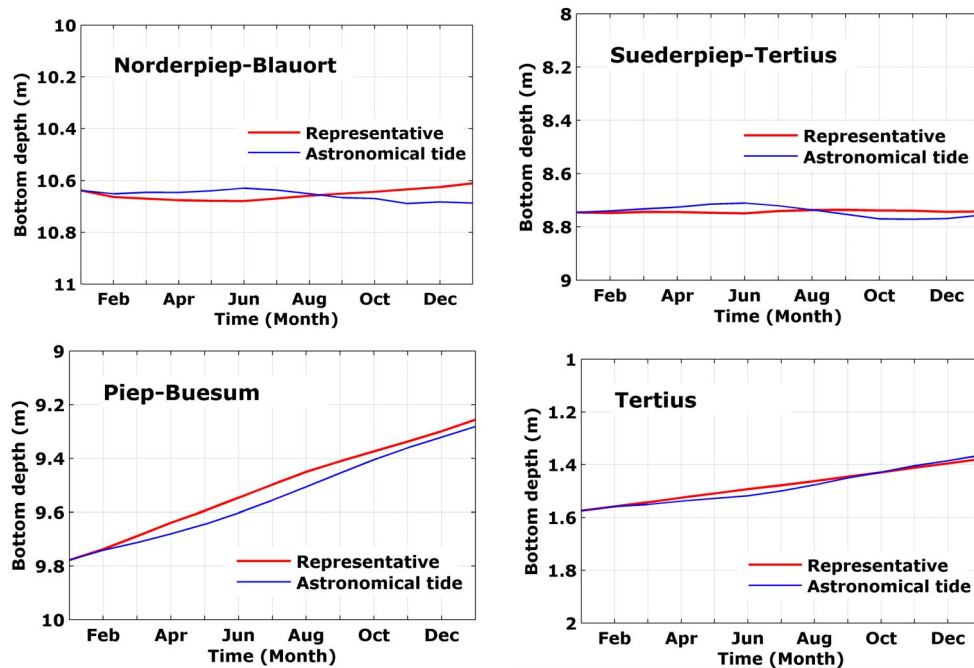 10
10.2
10.4
10.6
10.8
11
Bottom depth (m)
Norderpiep-Blauort
Representative
Astronomical tide
Feb Apr Jun Aug Oct Dec
Time (Month)
8
8.2
8.4
8.6
8.8
9
Bottom depth (m)
Suederpiep-Tertius
Representative
Astronomical tide
Feb Apr Jun Aug Oct Dec
Time (Month)
9
9.2
9.4
9.6
9.8
10
Bottom depth (m)
Piep-Buesum
Representative
Astronomical tide
Feb Apr Jun Aug Oct Dec
Time (Month)
1
1.2
1.4
1.6
1.8
2
Bottom depth (m)
Tertius
Representative
Astronomical tide
Feb Apr Jun Aug Oct Dec
Time (Month)